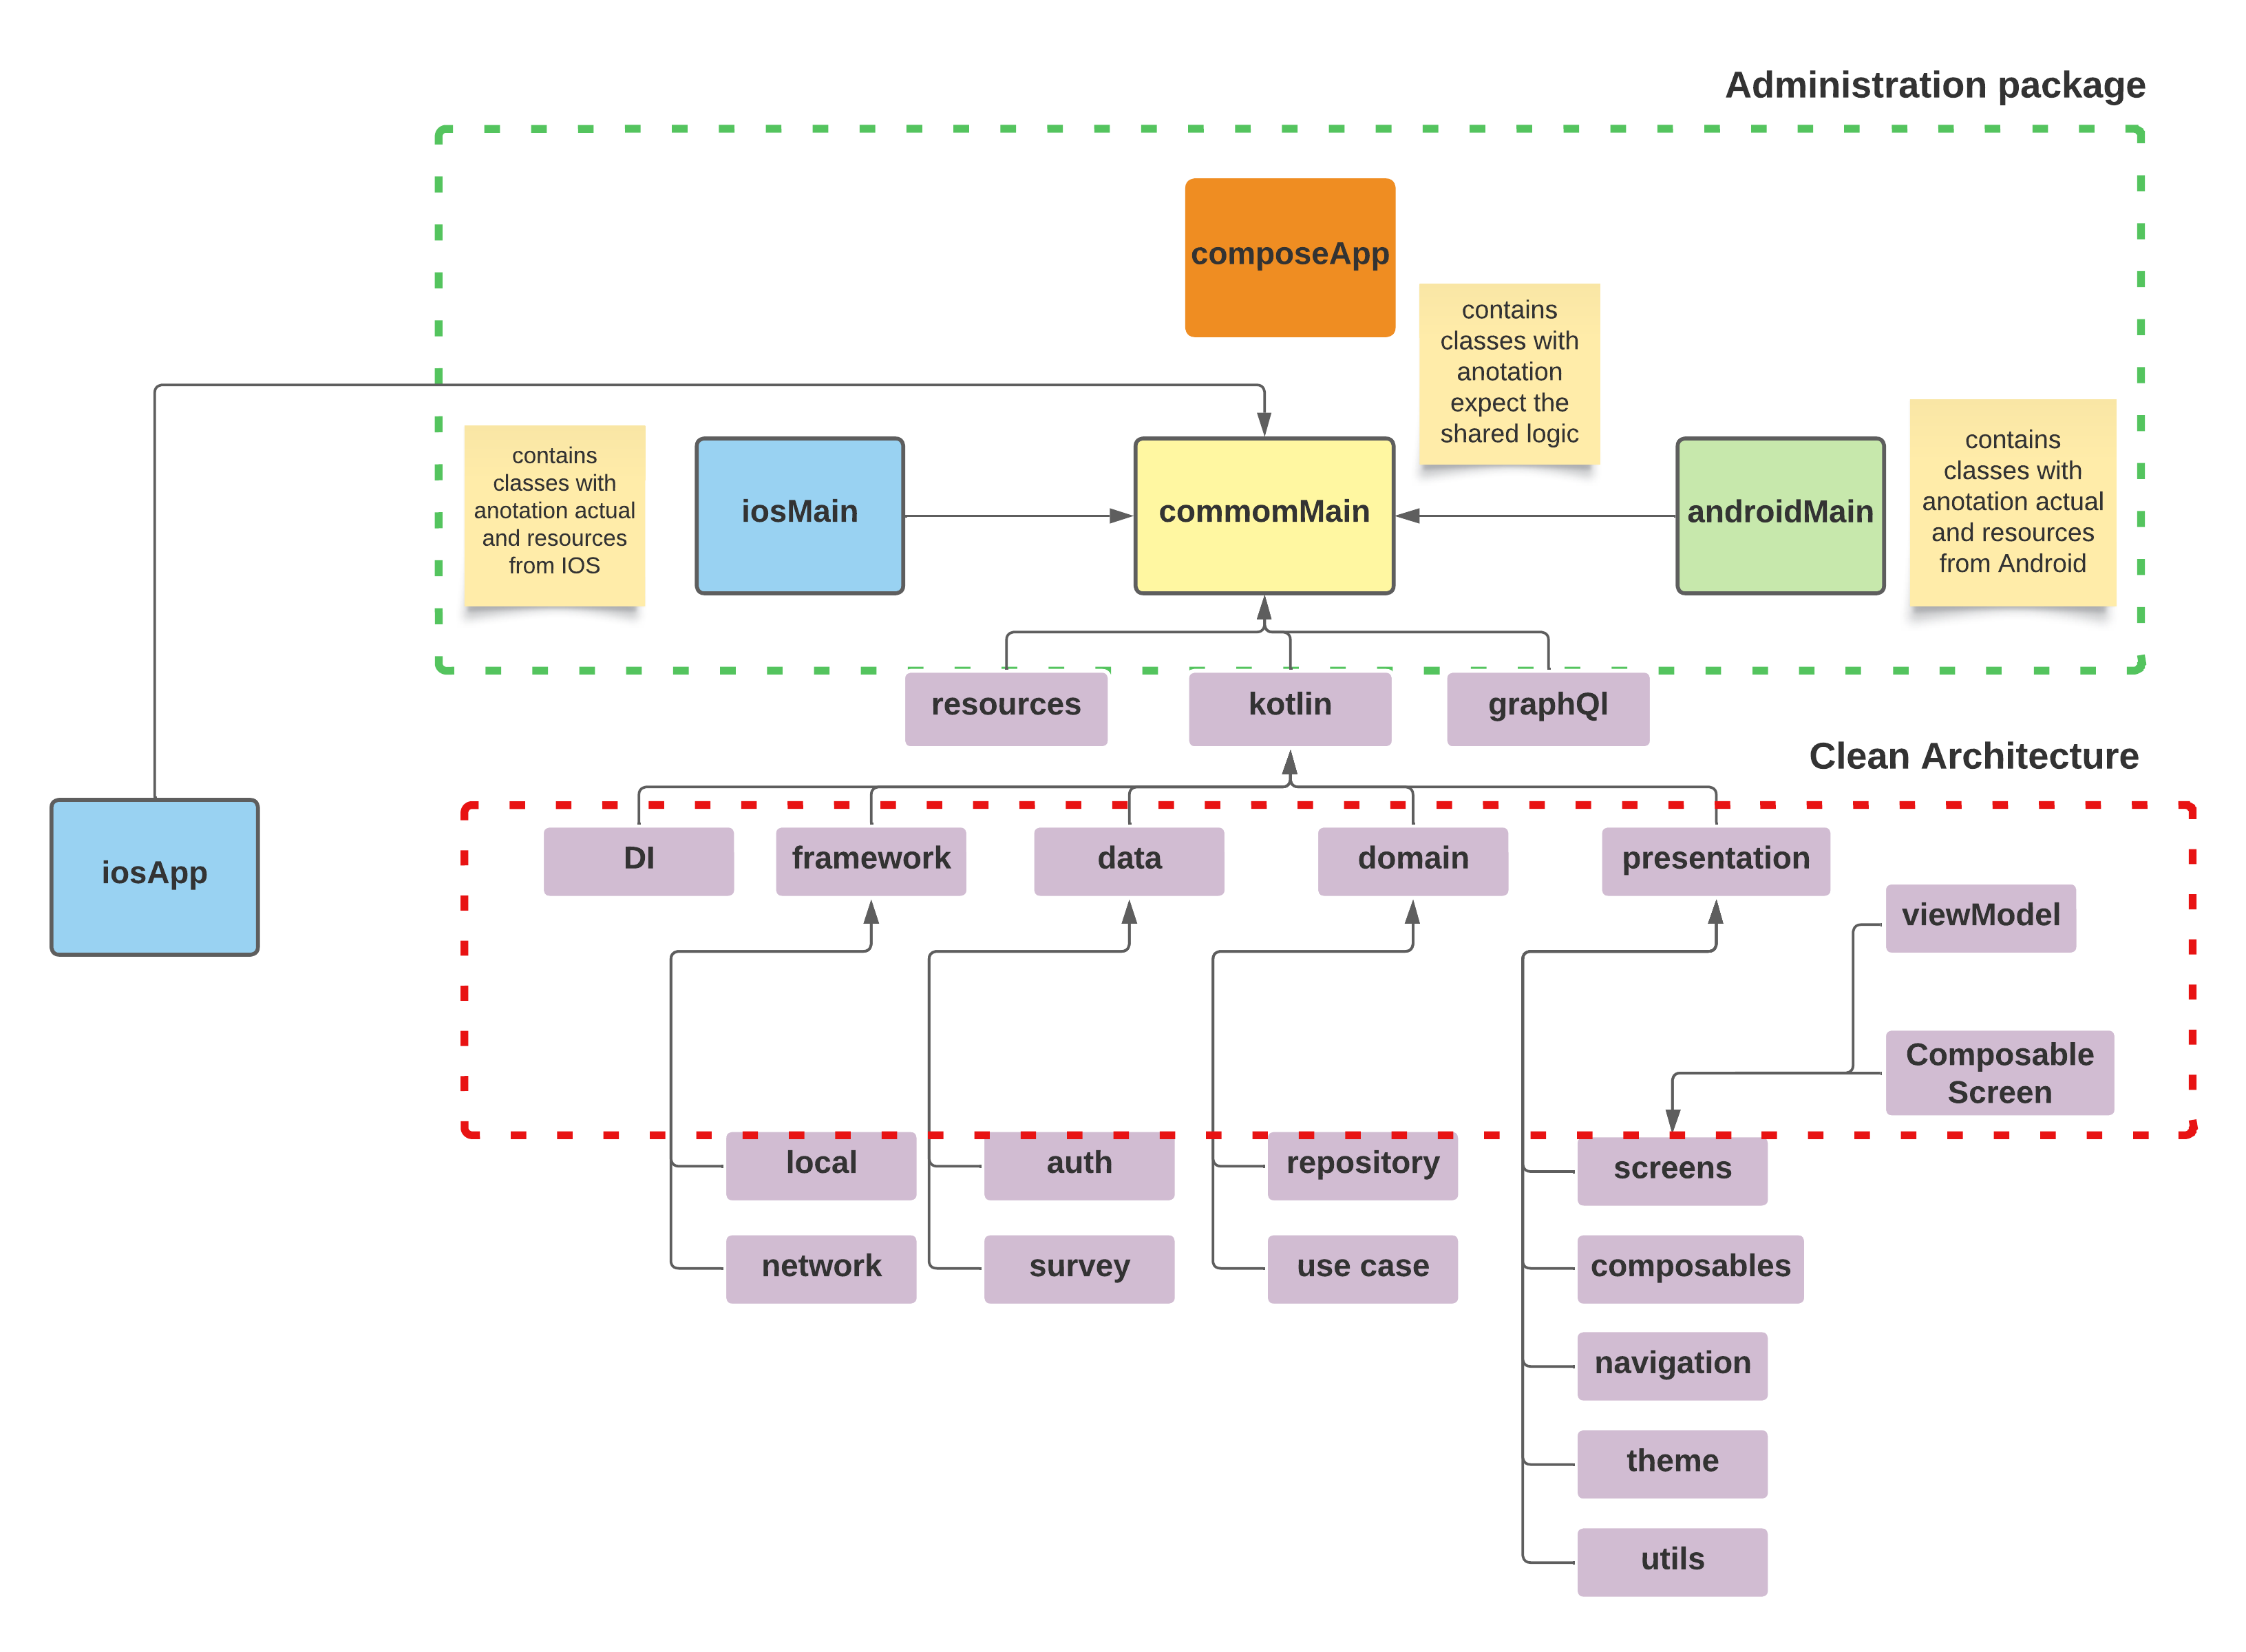 Administration package
composeApp
contains
classes with
anotation
expect the
shared logic
contains
classes with
anotation actual
and resources
from IOS
iosMain
commomMain
androidMain
contains
classes with
anotation actual
and resources
from Android
resources
kotlin
graphQl
Clean Architecture
iosApp
DI
framework
data
domain
presentation
viewModel
Composable
Screen
local
auth
repository
screens
network
survey
use case
composables
navigation
theme
utils